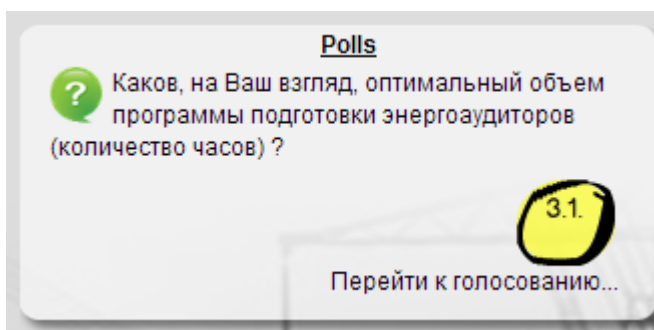 Polls
Каков, на Ваш взгляд, оптимальный объем
программы подготовки энергоаудиторов
(количество часов) ?
3.1.
Перейти к голосованию...